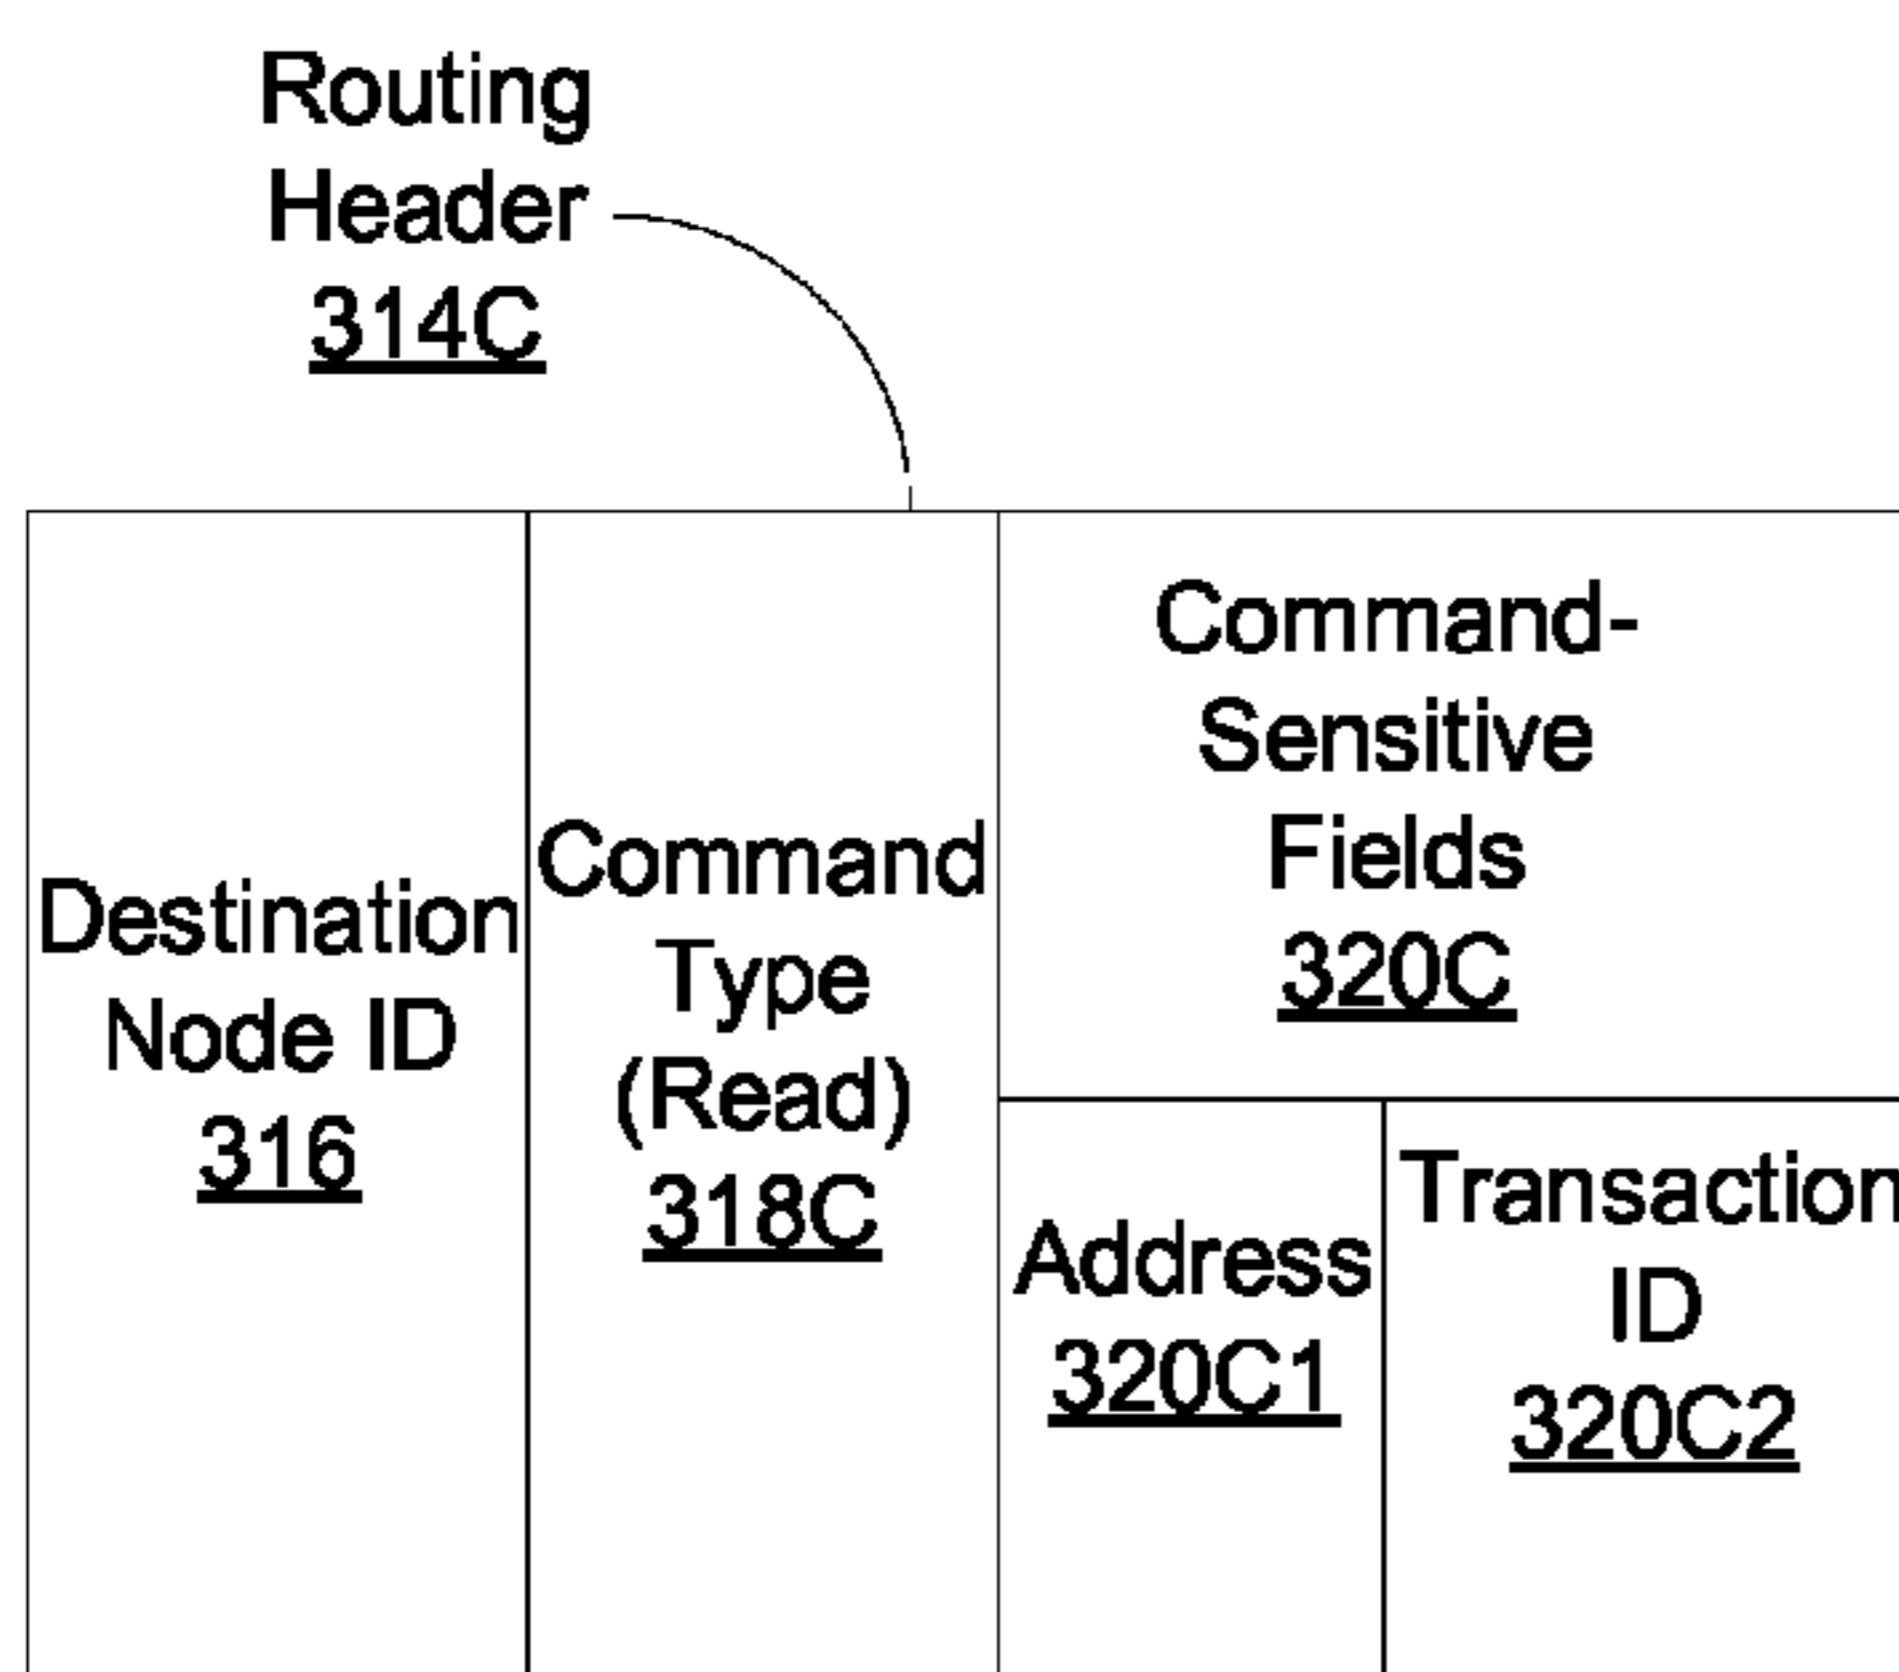 Routing
Header
314C
Destination
Node ID
316
Command
Type
(Read)
318C
Command-
Sensitive
Fields
320C
Address
320C1
Transaction
ID
320C2